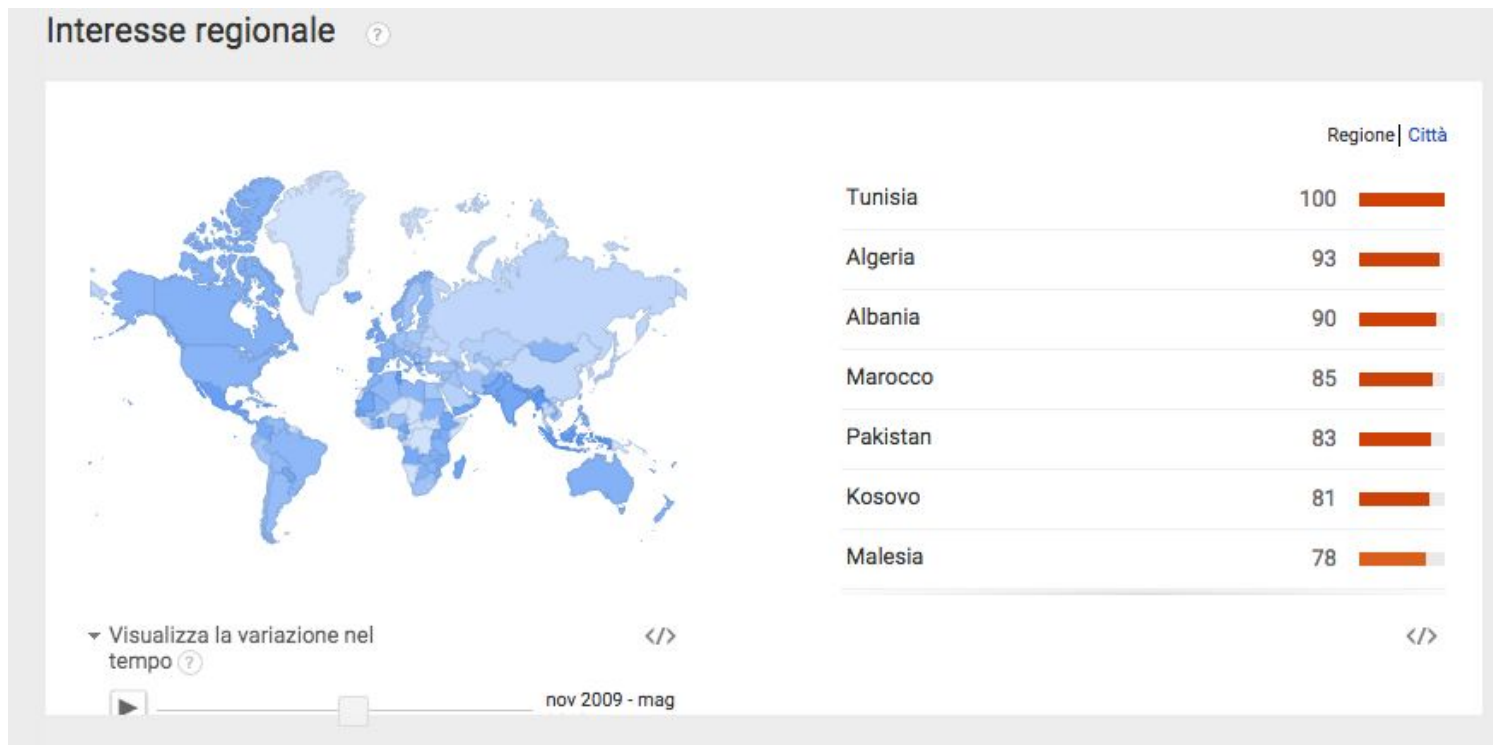 Interesse regionale ?
Regione| Città
Tunisia 100
Algeria 93
Albania 90
Marocco 85
Pakistan 83
Kosovo 81
Malesia 78
Visualizza la variazione nel
tempo ?
</>
</>
nov 2009 - mag